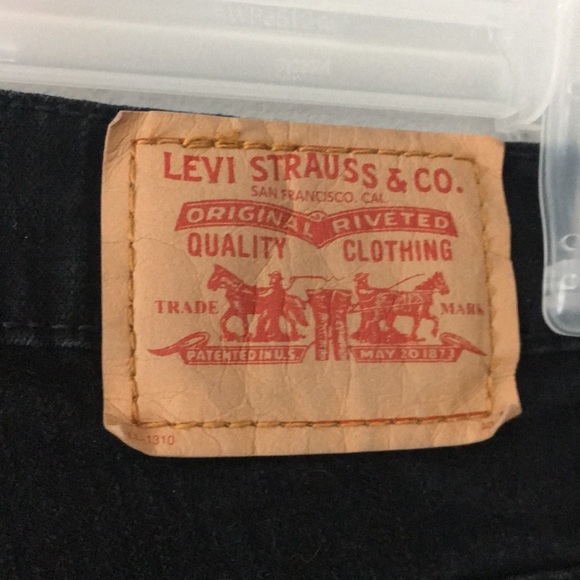 LEVI STRAUSS & CO.
SAN FRANCISCO, CAL.
ORIGINAL RIVETED
QUALITY CLOTHING
TRADE MARK
PATENTED IN U.S. MAY 20 1873